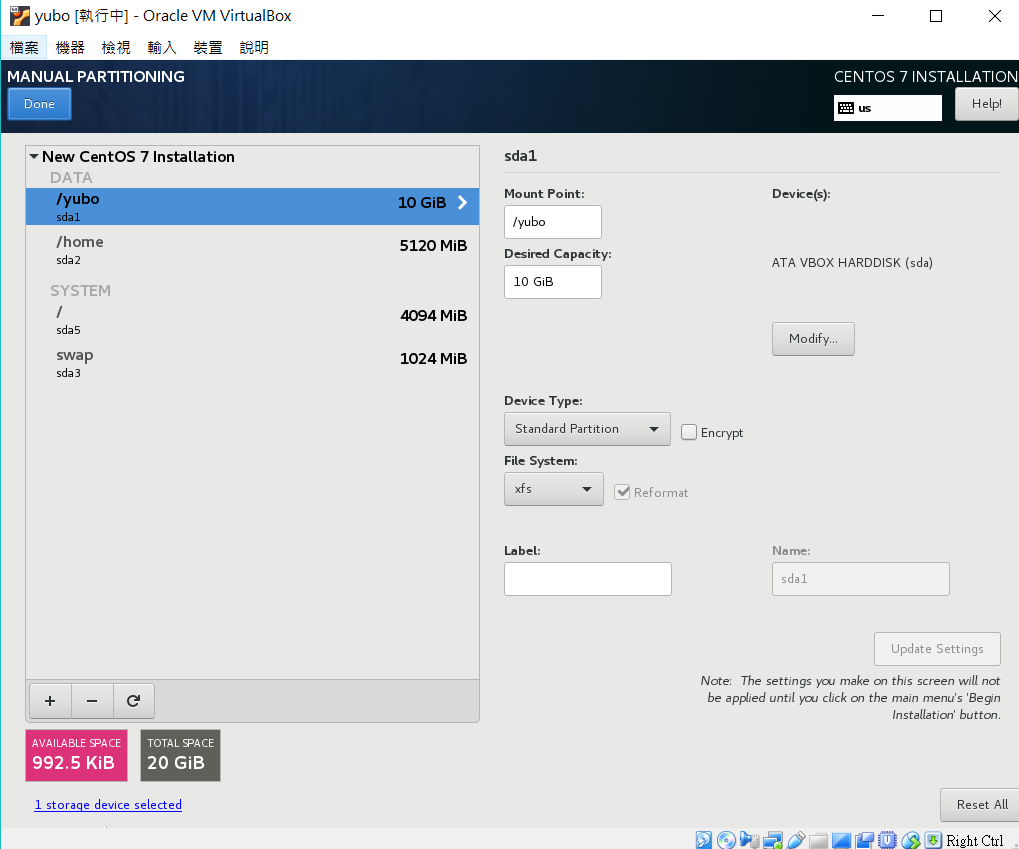 yubo [執行中] - Oracle VM VirtualBox
檔案 機器 檢視 輸入 裝置 說明
MANUAL PARTITIONING
CENTOS 7 INSTALLATION
Done
us
Help!
New CentOS 7 Installation
DATA
/yubo 10 GiB
sda1
/home 5120 MiB
sda2
SYSTEM
/ 4094 MiB
sda5
swap 1024 MiB
sda3
sda1
Mount Point:
/yubo
Desired Capacity:
10 GiB
Device(s):
ATA VBOX HARDDISK (sda)
Modify...
Device Type:
Standard Partition
Encrypt
File System:
xfs
Reformat
Label:
Name:
sda1
Update Settings
Note: The settings you make on this screen will not
be applied until you click on the main menu's 'Begin
Installation' button.
+ −
AVAILABLE SPACE
992.5 KiB
TOTAL SPACE
20 GiB
1 storage device selected
Reset All
Right Ctrl